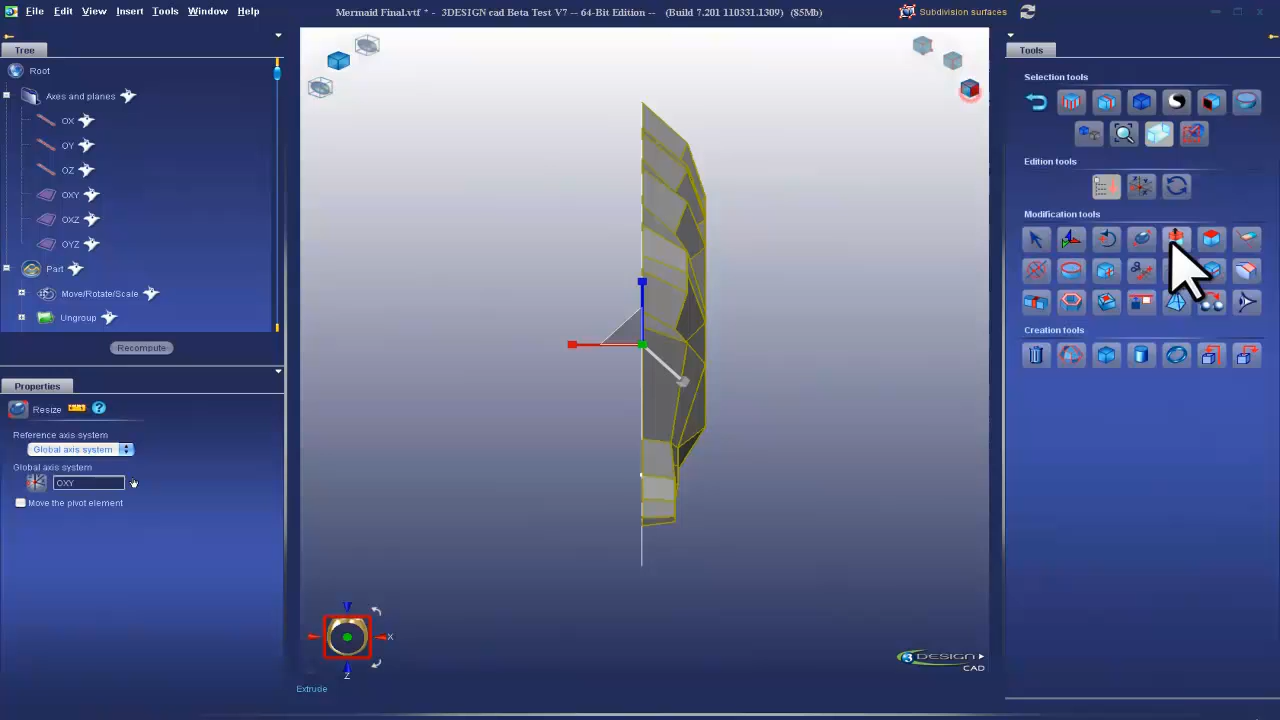 File Edit View Insert Tools Window Help
Mermaid Final.vtf * - 3DESIGN cad Beta Test V7 -- 64-Bit Edition -- (Build 7.201 110331.1309) (85Mb)
Subdivision surfaces
Tree
Root
Axes and planes
OX
OY
OZ
OXY
OXZ
OYZ
Part
Move/Rotate/Scale
Ungroup
Recompute
Properties
Resize
Reference axis system
Global axis system
Global axis system
OXY
Move the pivot element
X
Z
Extrude
3DESIGN
CAD
Tools
Selection tools
Edition tools
Modification tools
Creation tools